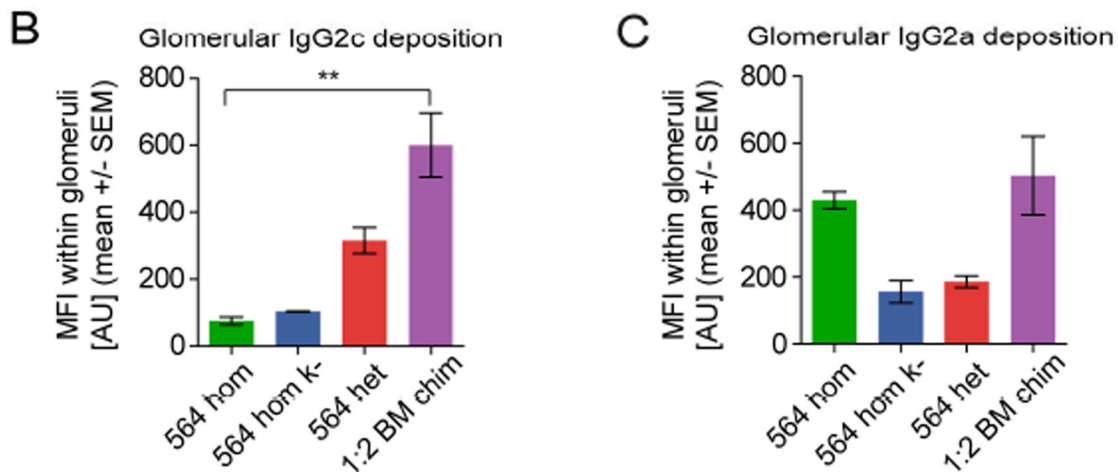 B
Glomerular IgG2c deposition
MFI within glomeruli
[AU] (mean +/- SEM)
800
600
400
200
0
**
564 hom
564 hom k-
564 het
1:2 BM chim
C
Glomerular IgG2a deposition
MFI within glomeruli
[AU] (mean +/- SEM)
800
600
400
200
0
564 hom
564 hom k-
564 het
1:2 BM chim